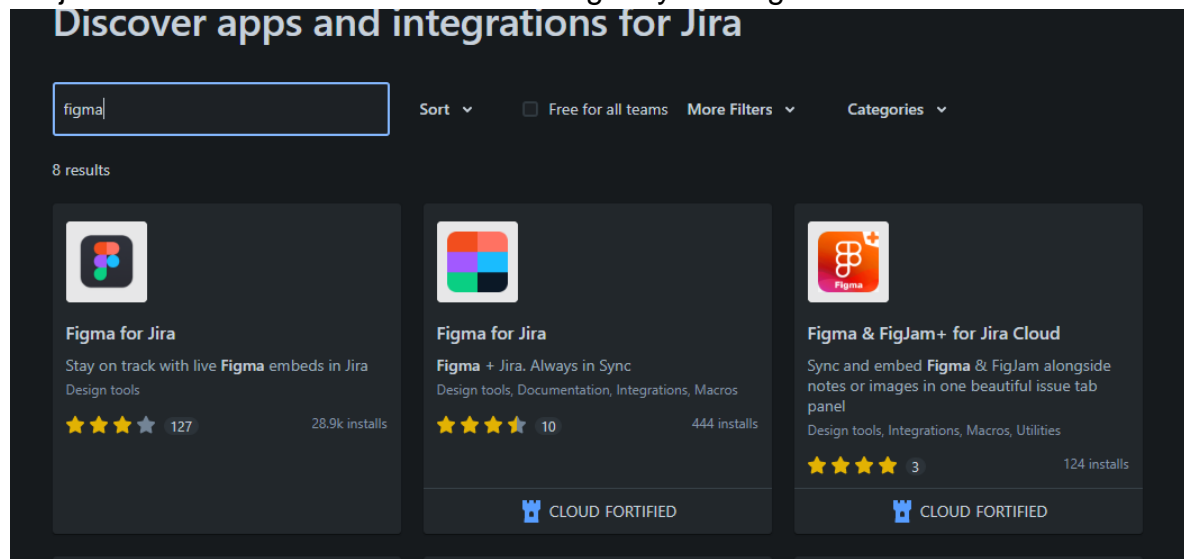 Discover apps and integrations for Jira
figma
Sort
Free for all teams
More Filters
Categories
8 results
Figma for Jira
Stay on track with live Figma embeds in Jira
Design tools
127
28.9k installs
Figma for Jira
Figma + Jira. Always in Sync
Design tools, Documentation, Integrations, Macros
10
444 installs
CLOUD FORTIFIED
Figma
Figma & FigJam+ for Jira Cloud
Sync and embed Figma & FigJam alongside
notes or images in one beautiful issue tab
panel
Design tools, Integrations, Macros, Utilities
3
124 installs
CLOUD FORTIFIED